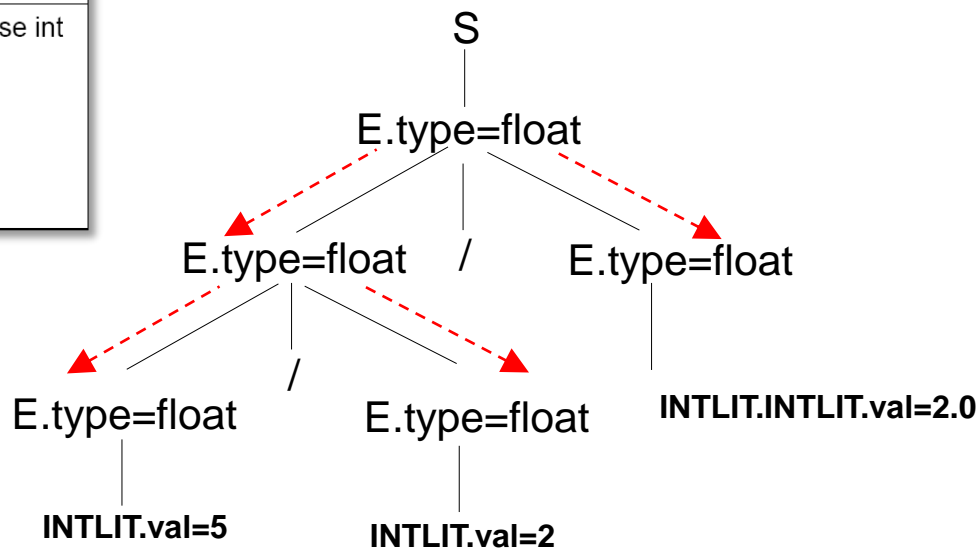 se int
S
E.type=float
E.type=float / E.type=float
/
E.type=float E.type=float INTLIT.INTLIT.val=2.0
INTLIT.val=5 INTLIT.val=2